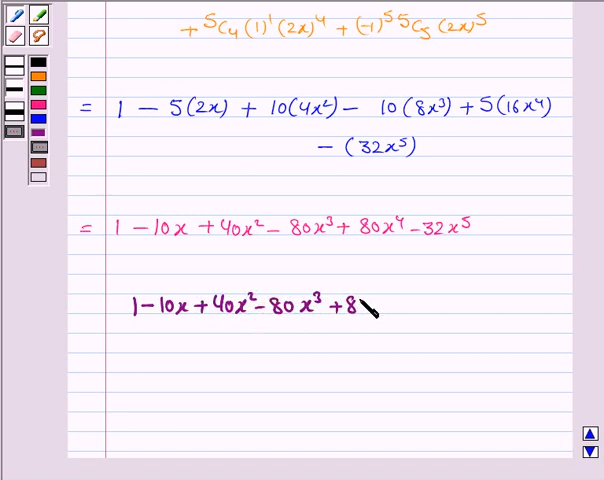 + ⁵C₄ (1)¹ (2x)⁴ + (-1)⁵ ⁵C₅ (2x)⁵
= 1 - 5(2x) + 10(4x²) - 10(8x³) + 5(16x⁴)
- (32x⁵)
= 1 - 10x + 40x² - 80x³ + 80x⁴ - 32x⁵
1 - 10x + 40x² - 80x³ + 8